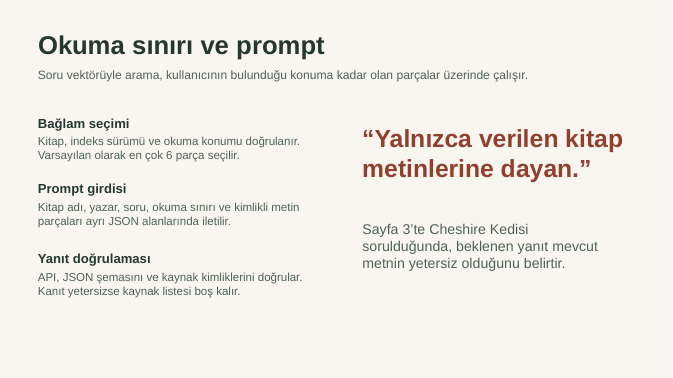 Okuma sınırı ve prompt
Soru vektörüyle arama, kullanıcının bulunduğu konuma kadar olan parçalar üzerinde çalışır.
Bağlam seçimi
Kitap, indeks sürümü ve okuma konumu doğrulanır.
Varsayılan olarak en çok 6 parça seçilir.
Prompt girdisi
Kitap adı, yazar, soru, okuma sınırı ve kimlikli metin
parçaları ayrı JSON alanlarında iletilir.
Yanıt doğrulaması
API, JSON şemasını ve kaynak kimliklerini doğrular.
Kanıt yetersizse kaynak listesi boş kalır.
“Yalnızca verilen kitap
metinlerine dayan.”
Sayfa 3’te Cheshire Kedisi
sorulduğunda, beklenen yanıt mevcut
metnin yetersiz olduğunu belirtir.